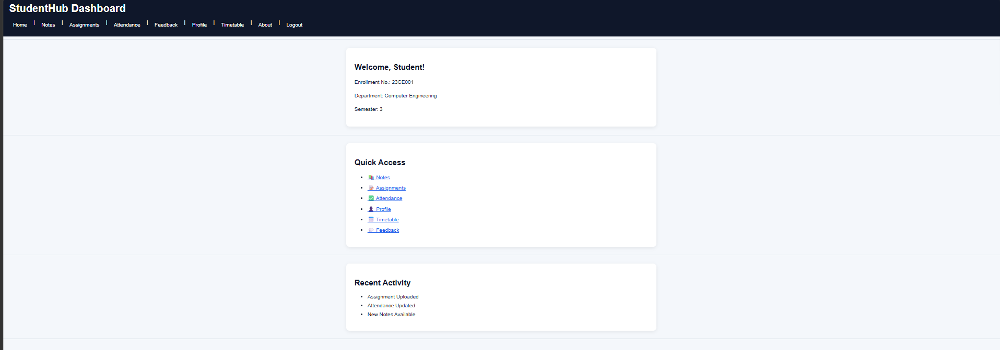 StudentHub Dashboard
Home | Notes | Assignments | Attendance | Feedback | Profile | Timetable | About | Logout
Welcome, Student!
Enrollment No.: 23CE001
Department: Computer Engineering
Semester: 3
Quick Access
• 📚 Notes
• 📝 Assignments
• ✅ Attendance
• 👤 Profile
• 📅 Timetable
• 💬 Feedback
Recent Activity
• Assignment Uploaded
• Attendance Updated
• New Notes Available